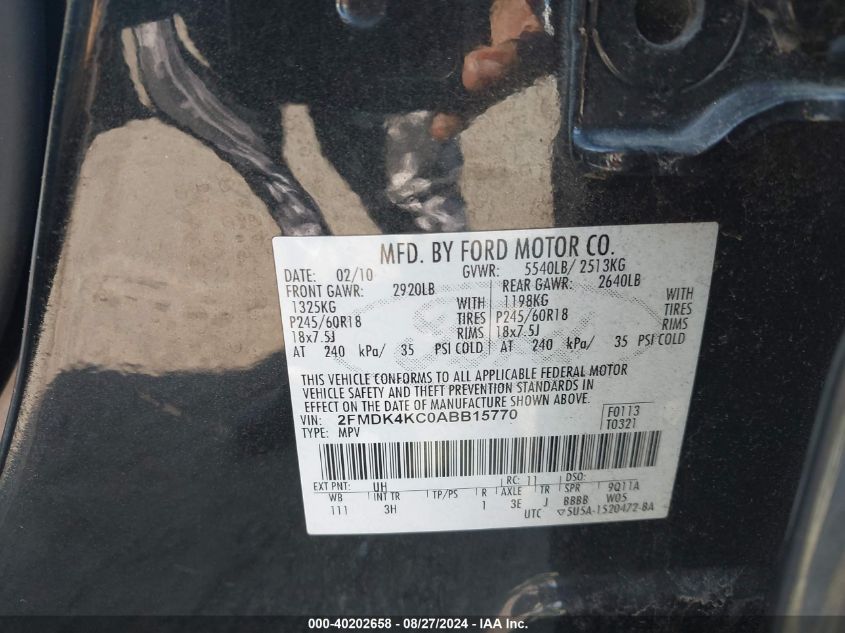 MFD. BY FORD MOTOR CO.
DATE: 02/10 GVWR: 5540LB/ 2513KG
FRONT GAWR: 2920LB REAR GAWR: 2640LB
1325KG WITH 1198KG WITH
P245/60R18 TIRES P245/60R18 TIRES
18x7.5J RIMS 18x7.5J RIMS
AT 240 kPa/ 35 PSI COLD AT 240 kPa/ 35 PSI COLD
THIS VEHICLE CONFORMS TO ALL APPLICABLE FEDERAL MOTOR
VEHICLE SAFETY AND THEFT PREVENTION STANDARDS IN
EFFECT ON THE DATE OF MANUFACTURE SHOWN ABOVE.
VIN: 2FMDK4KC0ABB15770 F0113
TYPE: MPV T0321
EXT PNT: UH RC: 11 DSO:
WB INT TR TP/PS R AXLE TR SPR 9Q11A
111 3H 1 3E J BBBB W05
UTC ▽5U5A-1520472-BA
000-40202658 - 08/27/2024 - IAA Inc.